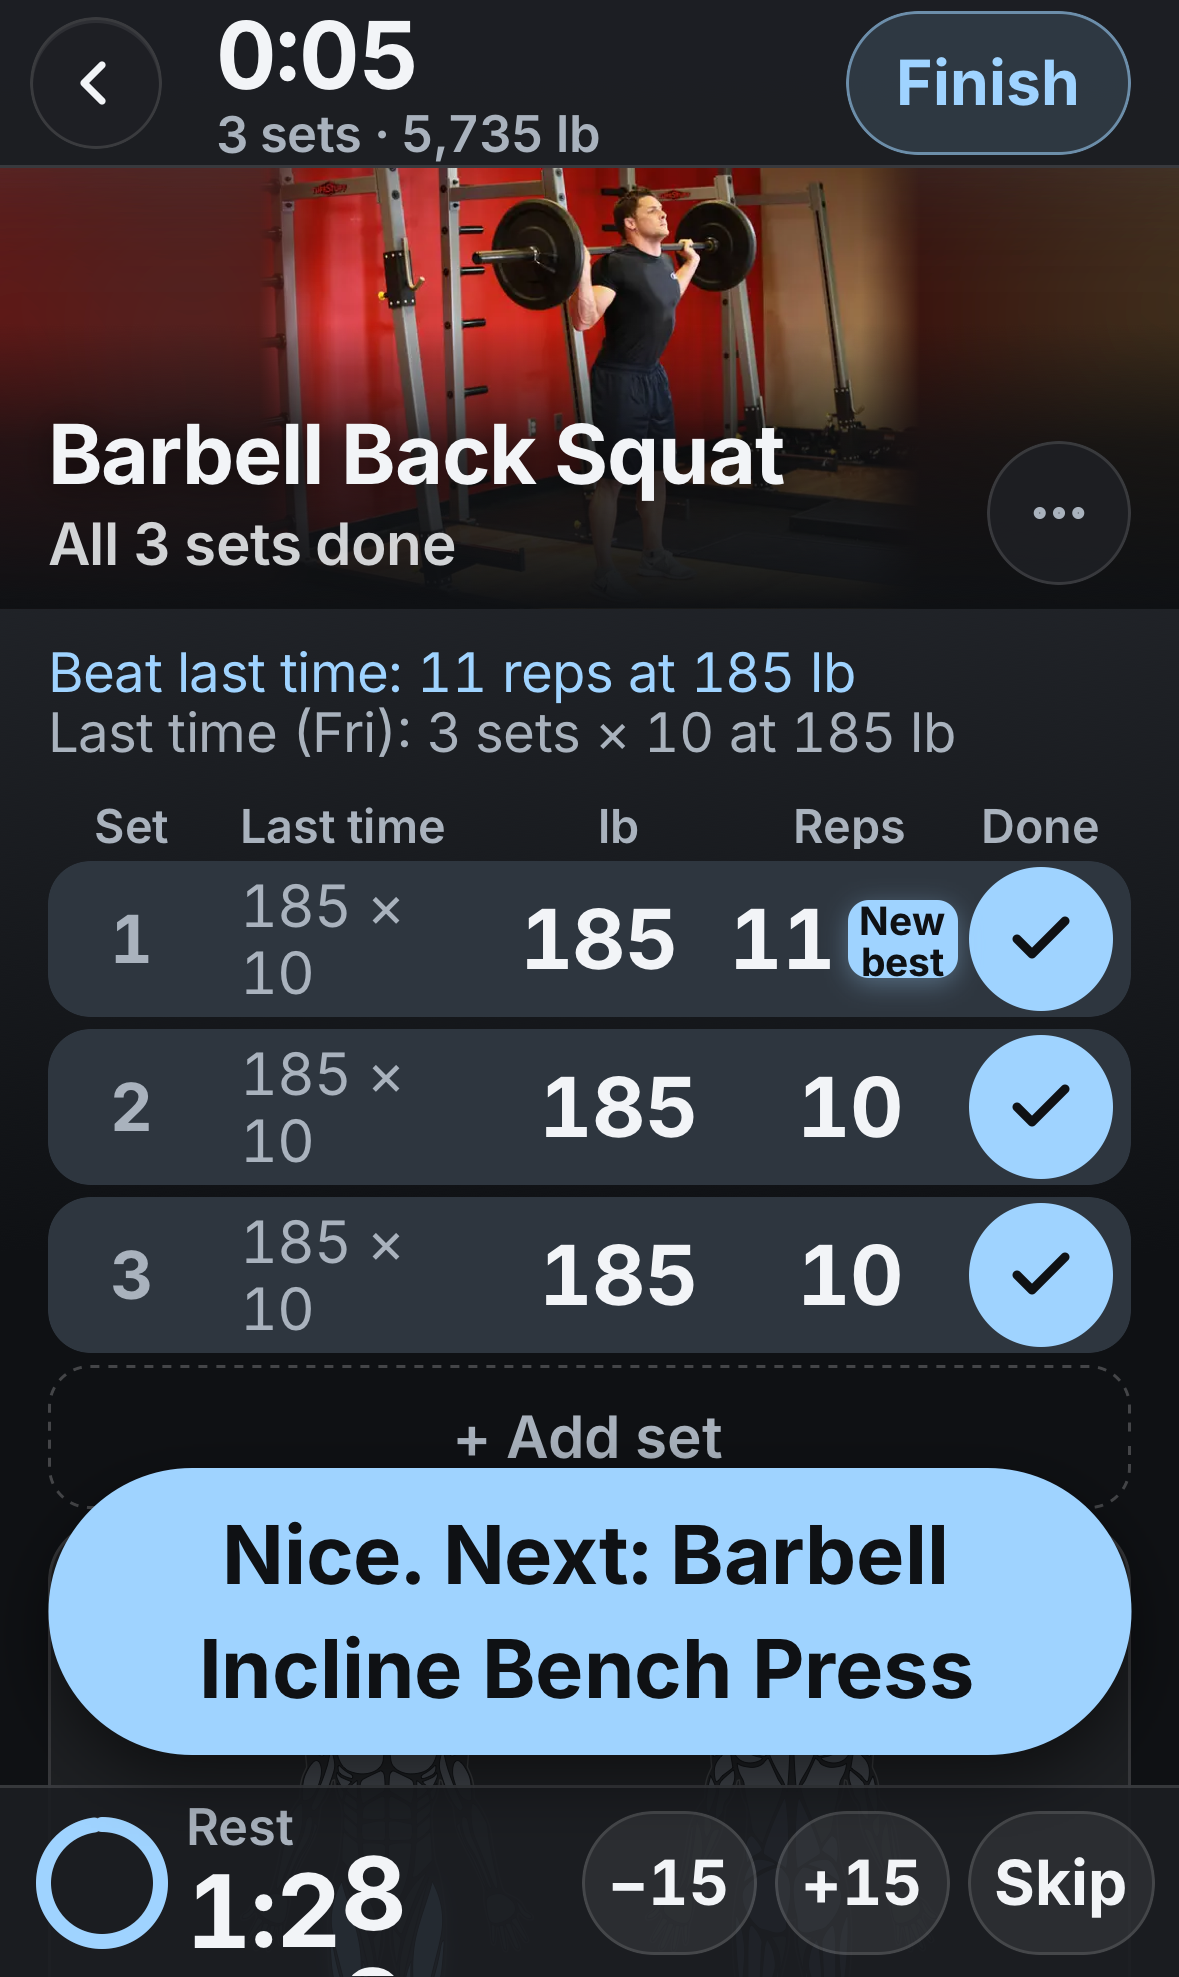 0:05
3 sets · 5,735 lb
Finish
Barbell Back Squat
All 3 sets done
Beat last time: 11 reps at 185 lb
Last time (Fri): 3 sets × 10 at 185 lb
Set Last time lb Reps Done
1 185 × 10 185 11 New best
2 185 × 10 185 10
3 185 × 10 185 10
+ Add set
Nice. Next: Barbell
Incline Bench Press
Rest
1:28
−15 +15 Skip